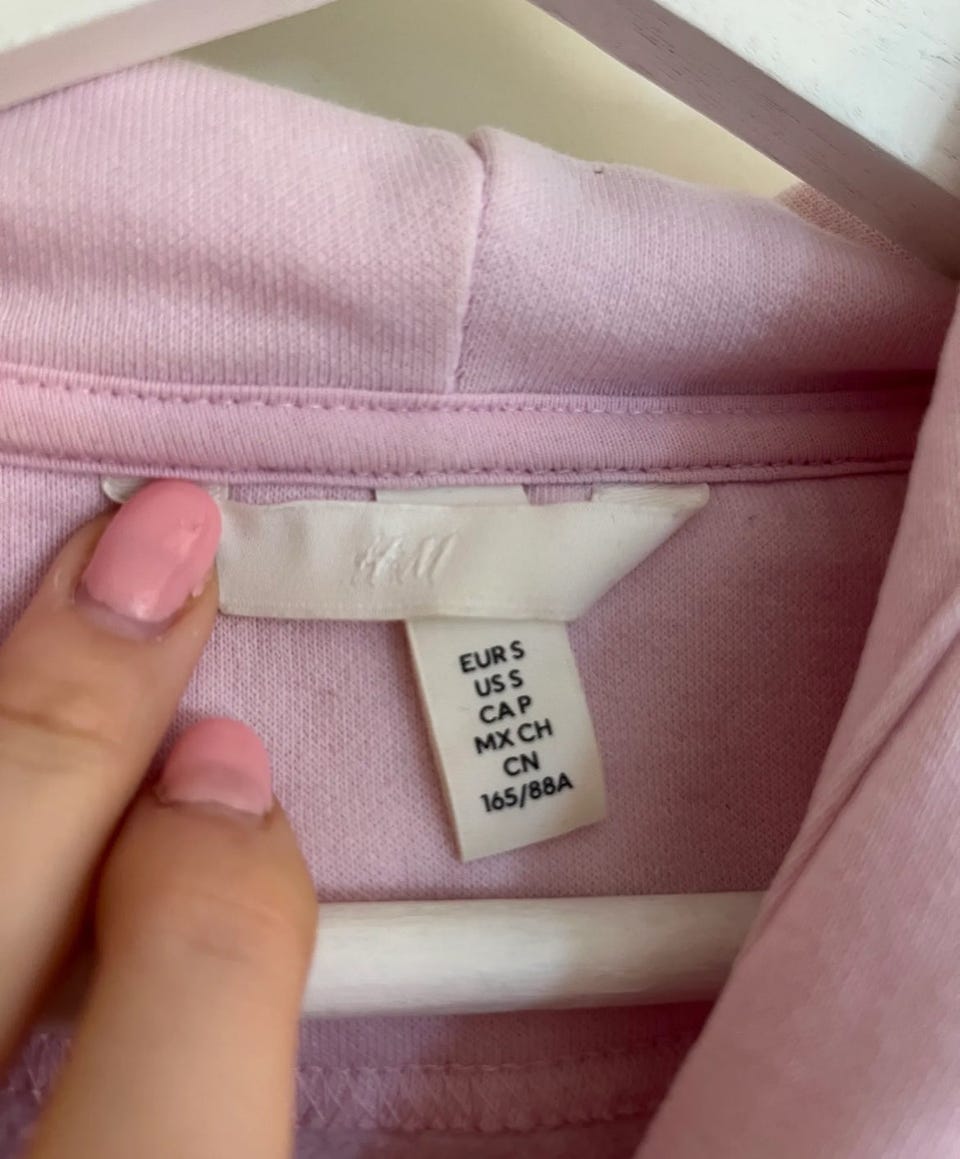 H&M
EUR S
US S
CA P
MX CH
CN
165/88A